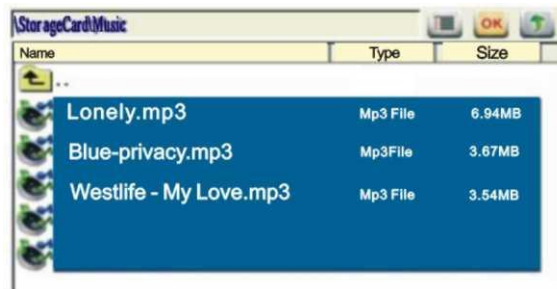 \StorageCard\Music
OK
Name Type Size
..
Lonely.mp3 Mp3 File 6.94MB
Blue-privacy.mp3 Mp3File 3.67MB
Westlife - My Love.mp3 Mp3 File 3.54MB